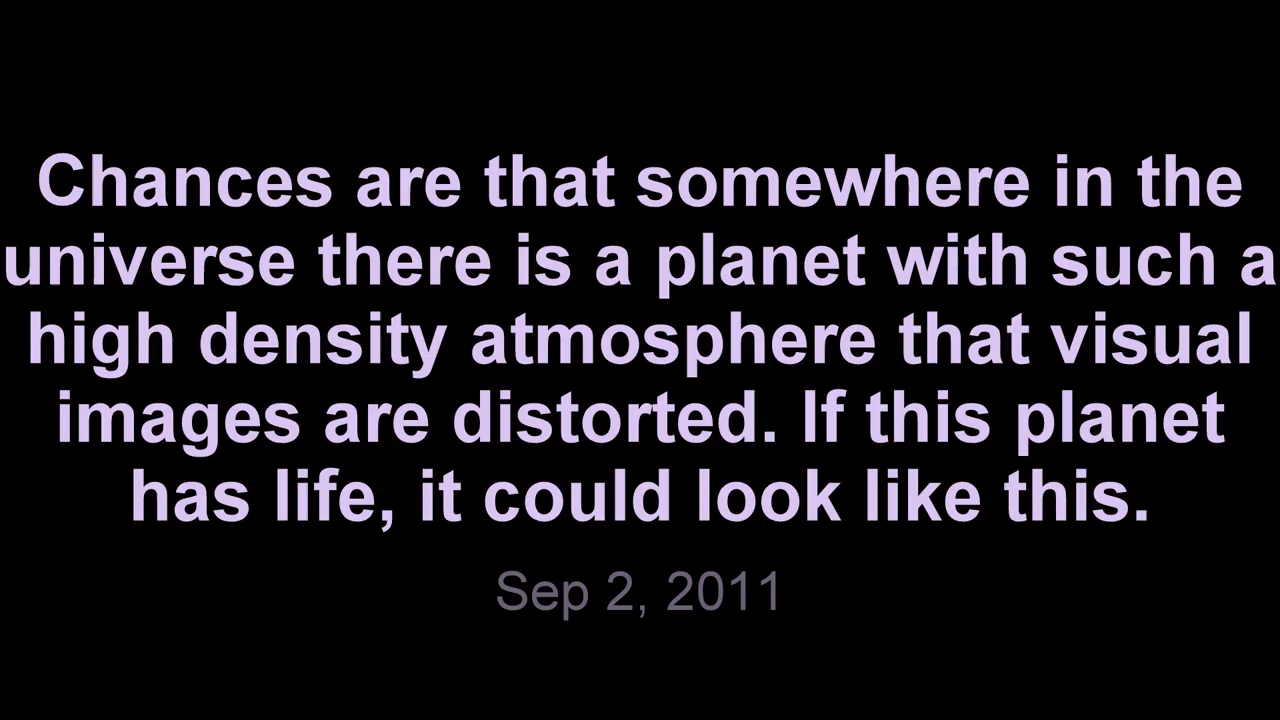 Chances are that somewhere in the
universe there is a planet with such a
high density atmosphere that visual
images are distorted. If this planet
has life, it could look like this.
Sep 2, 2011